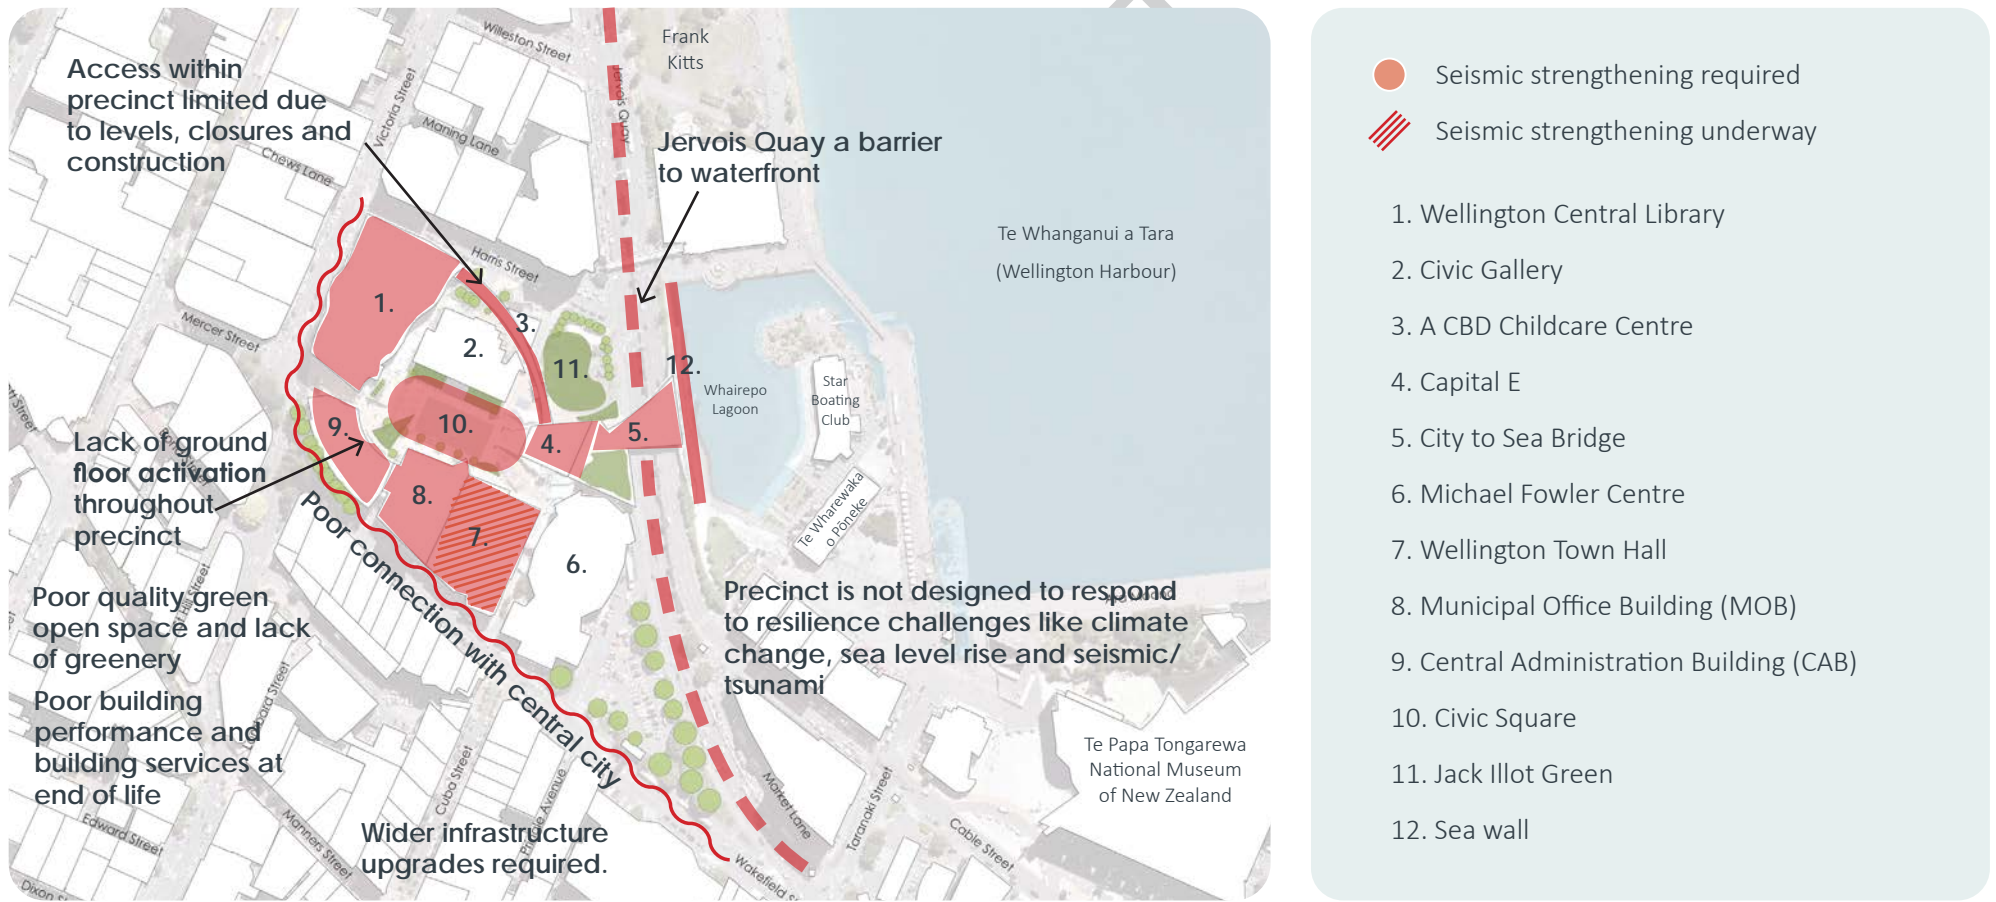 Access within
precinct limited due
to levels, closures and
construction
Willeston Street
Frank
Kitts
Jervois Quay
Victoria Street
Maning Lane
Chews Lane
Jervois Quay a barrier
to waterfront
Te Whanganui a Tara
(Wellington Harbour)
Harris Street
Mercer Street
1.
2.
3.
11.
12.
Whairepo
Lagoon
Star
Boating
Club
9.
10.
4.
5.
8.
7.
6.
Lack of ground
floor activation
throughout
precinct
Te Wharewaka
o Pōneke
Poor connection with central city
Poor quality green
open space and lack
of greenery
Poor building
performance and
building services at
end of life
Precinct is not designed to respond
to resilience challenges like climate
change, sea level rise and seismic/
tsunami
Te Papa Tongarewa
National Museum
of New Zealand
Wider infrastructure
upgrades required.
Edward Street
Manners Street
Cuba Street
Market Lane
Taranaki Street
Cable Street
Seismic strengthening required
Seismic strengthening underway
1. Wellington Central Library
2. Civic Gallery
3. A CBD Childcare Centre
4. Capital E
5. City to Sea Bridge
6. Michael Fowler Centre
7. Wellington Town Hall
8. Municipal Office Building (MOB)
9. Central Administration Building (CAB)
10. Civic Square
11. Jack Illot Green
12. Sea wall